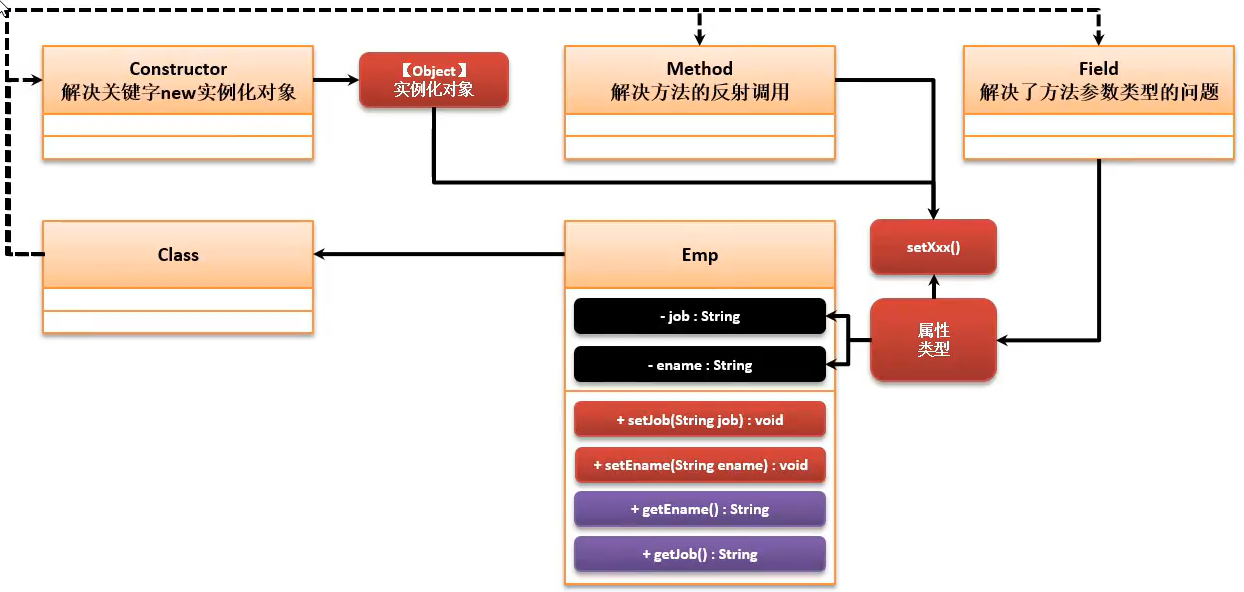 Constructor
解决关键字new实例化对象
【Object】
实例化对象
Method
解决方法的反射调用
Field
解决了方法参数类型的问题
Class
Emp
setXxx()
- job : String
- ename : String
属性
类型
+ setJob(String job) : void
+ setEname(String ename) : void
+ getEname() : String
+ getJob() : String